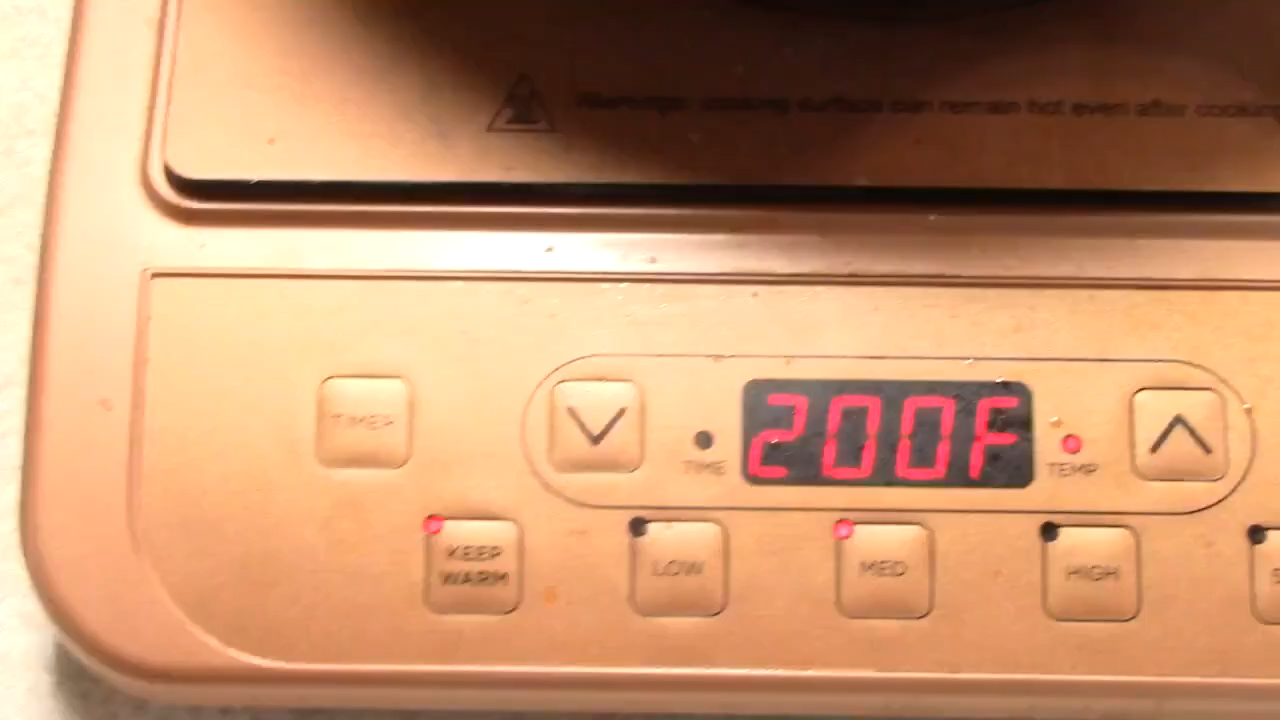 Warning: cooking surface can remain hot even after cooking
TIMER
TIME
200F
TEMP
KEEP
WARM
LOW
MED
HIGH